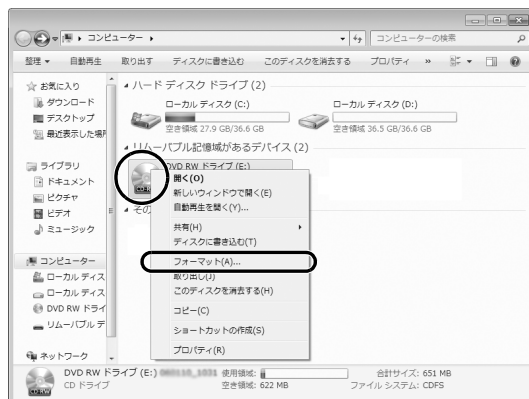 コンピューター
コンピューターの検索
整理 自動再生 取り出す ディスクに書き込む このディスクを消去する プロパティ »
お気に入り
ダウンロード
デスクトップ
最近表示した場所
ライブラリ
ドキュメント
ピクチャ
ビデオ
ミュージック
コンピューター
ローカル ディス
ローカル ディス
DVD RW ドライ
リムーバブル デ
ネットワーク
ハード ディスク ドライブ (2)
ローカル ディスク (C:)
空き領域 27.9 GB/36.6 GB
ローカル ディスク (D:)
空き領域 36.5 GB/36.6 GB
リムーバブル記憶域があるデバイス (2)
DVD RW ドライブ (E:)
CD-RW
その
開く(O)
新しいウィンドウで開く(E)
自動再生を開く(Y)...
共有(H)
ディスクに書き込む(T)
フォーマット(A)...
取り出し(J)
このディスクを消去する(H)
コピー(C)
ショートカットの作成(S)
プロパティ(R)
DVD RW ドライブ (E:) 使用領域: 合計サイズ: 651 MB
CD ドライブ 空き領域: 622 MB ファイル システム: CDFS
CD-RW